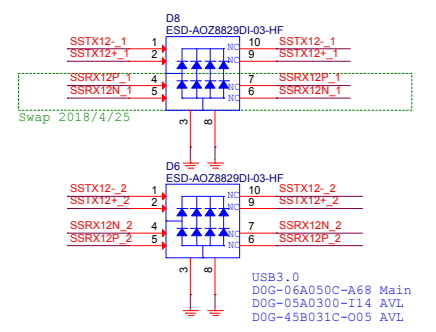 D8
ESD-AOZ8829DI-03-HF
SSTX12-_1 1 10 SSTX12-_1
SSTX12+_1 2 NC 9 SSTX12+_1
NC
SSRX12P_1 4 7 SSRX12P_1
SSRX12N_1 5 NC 6 SSRX12N_1
NC
Swap 2018/4/25
3 8
D6
ESD-AOZ8829DI-03-HF
SSTX12-_2 1 10 SSTX12-_2
SSTX12+_2 2 NC 9 SSTX12+_2
NC
SSRX12N_2 4 7 SSRX12N_2
SSRX12P_2 5 NC 6 SSRX12P_2
NC
3 8
USB3.0
D0G-06A050C-A68 Main
D0G-05A0300-I14 AVL
D0G-45B031C-O05 AVL